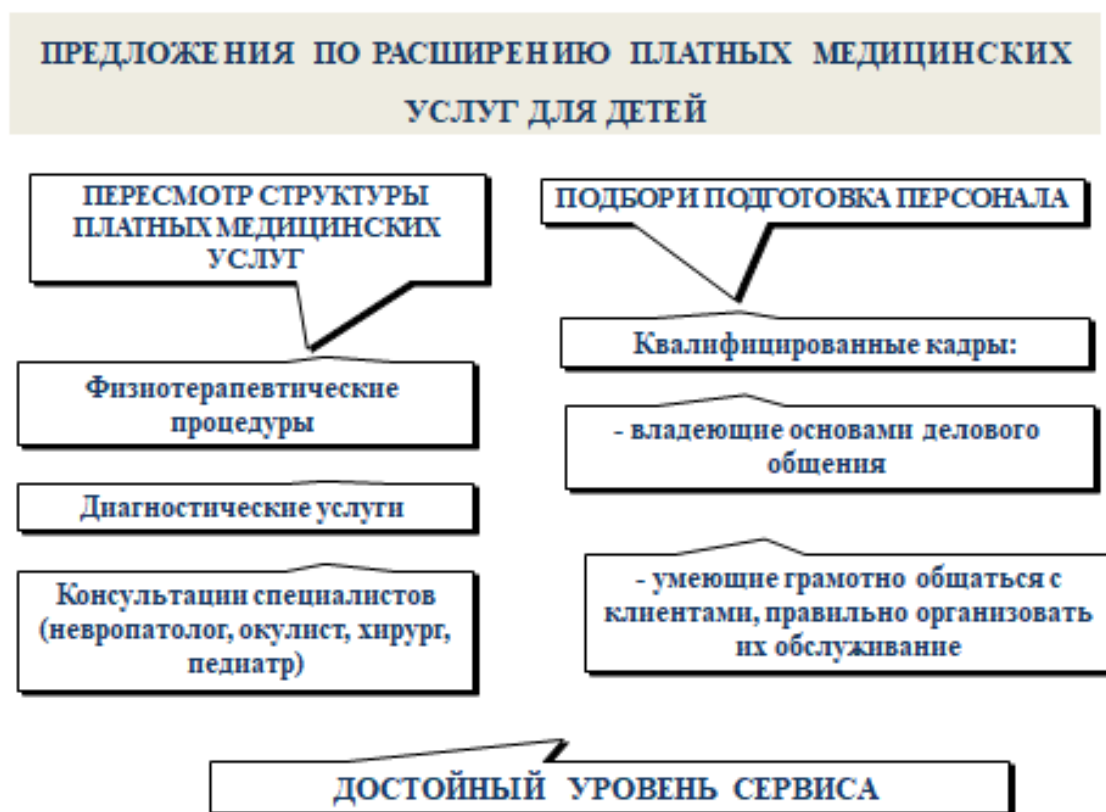 ПРЕДЛОЖЕНИЯ ПО РАСШИРЕНИЮ ПЛАТНЫХ МЕДИЦИНСКИХ
УСЛУГ ДЛЯ ДЕТЕЙ
ПЕРЕСМОТР СТРУКТУРЫ
ПЛАТНЫХ МЕДИЦИНСКИХ
УСЛУГ
Физиотерапевтические
процедуры
Диагностические услуги
Консультации специалистов
(невропатолог, окулист, хирург,
педиатр)
ПОДБОР И ПОДГОТОВКА ПЕРСОНАЛА
Квалифицированные кадры:
- владеющие основами делового
общения
- умеющие грамотно общаться с
клиентами, правильно организовать
их обслуживание
ДОСТОЙНЫЙ УРОВЕНЬ СЕРВИСА